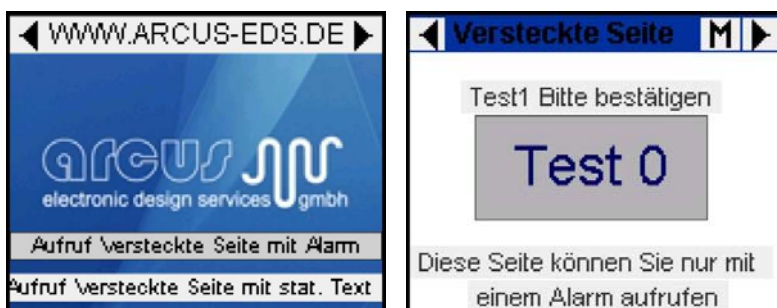 WWW.ARCUS-EDS.DE
arcus
electronic design services gmbh
Aufruf Versteckte Seite mit Alarm
Aufruf Versteckte Seite mit stat. Text
Versteckte Seite M
Test1 Bitte bestätigen
Test 0
Diese Seite können Sie nur mit
einem Alarm aufrufen